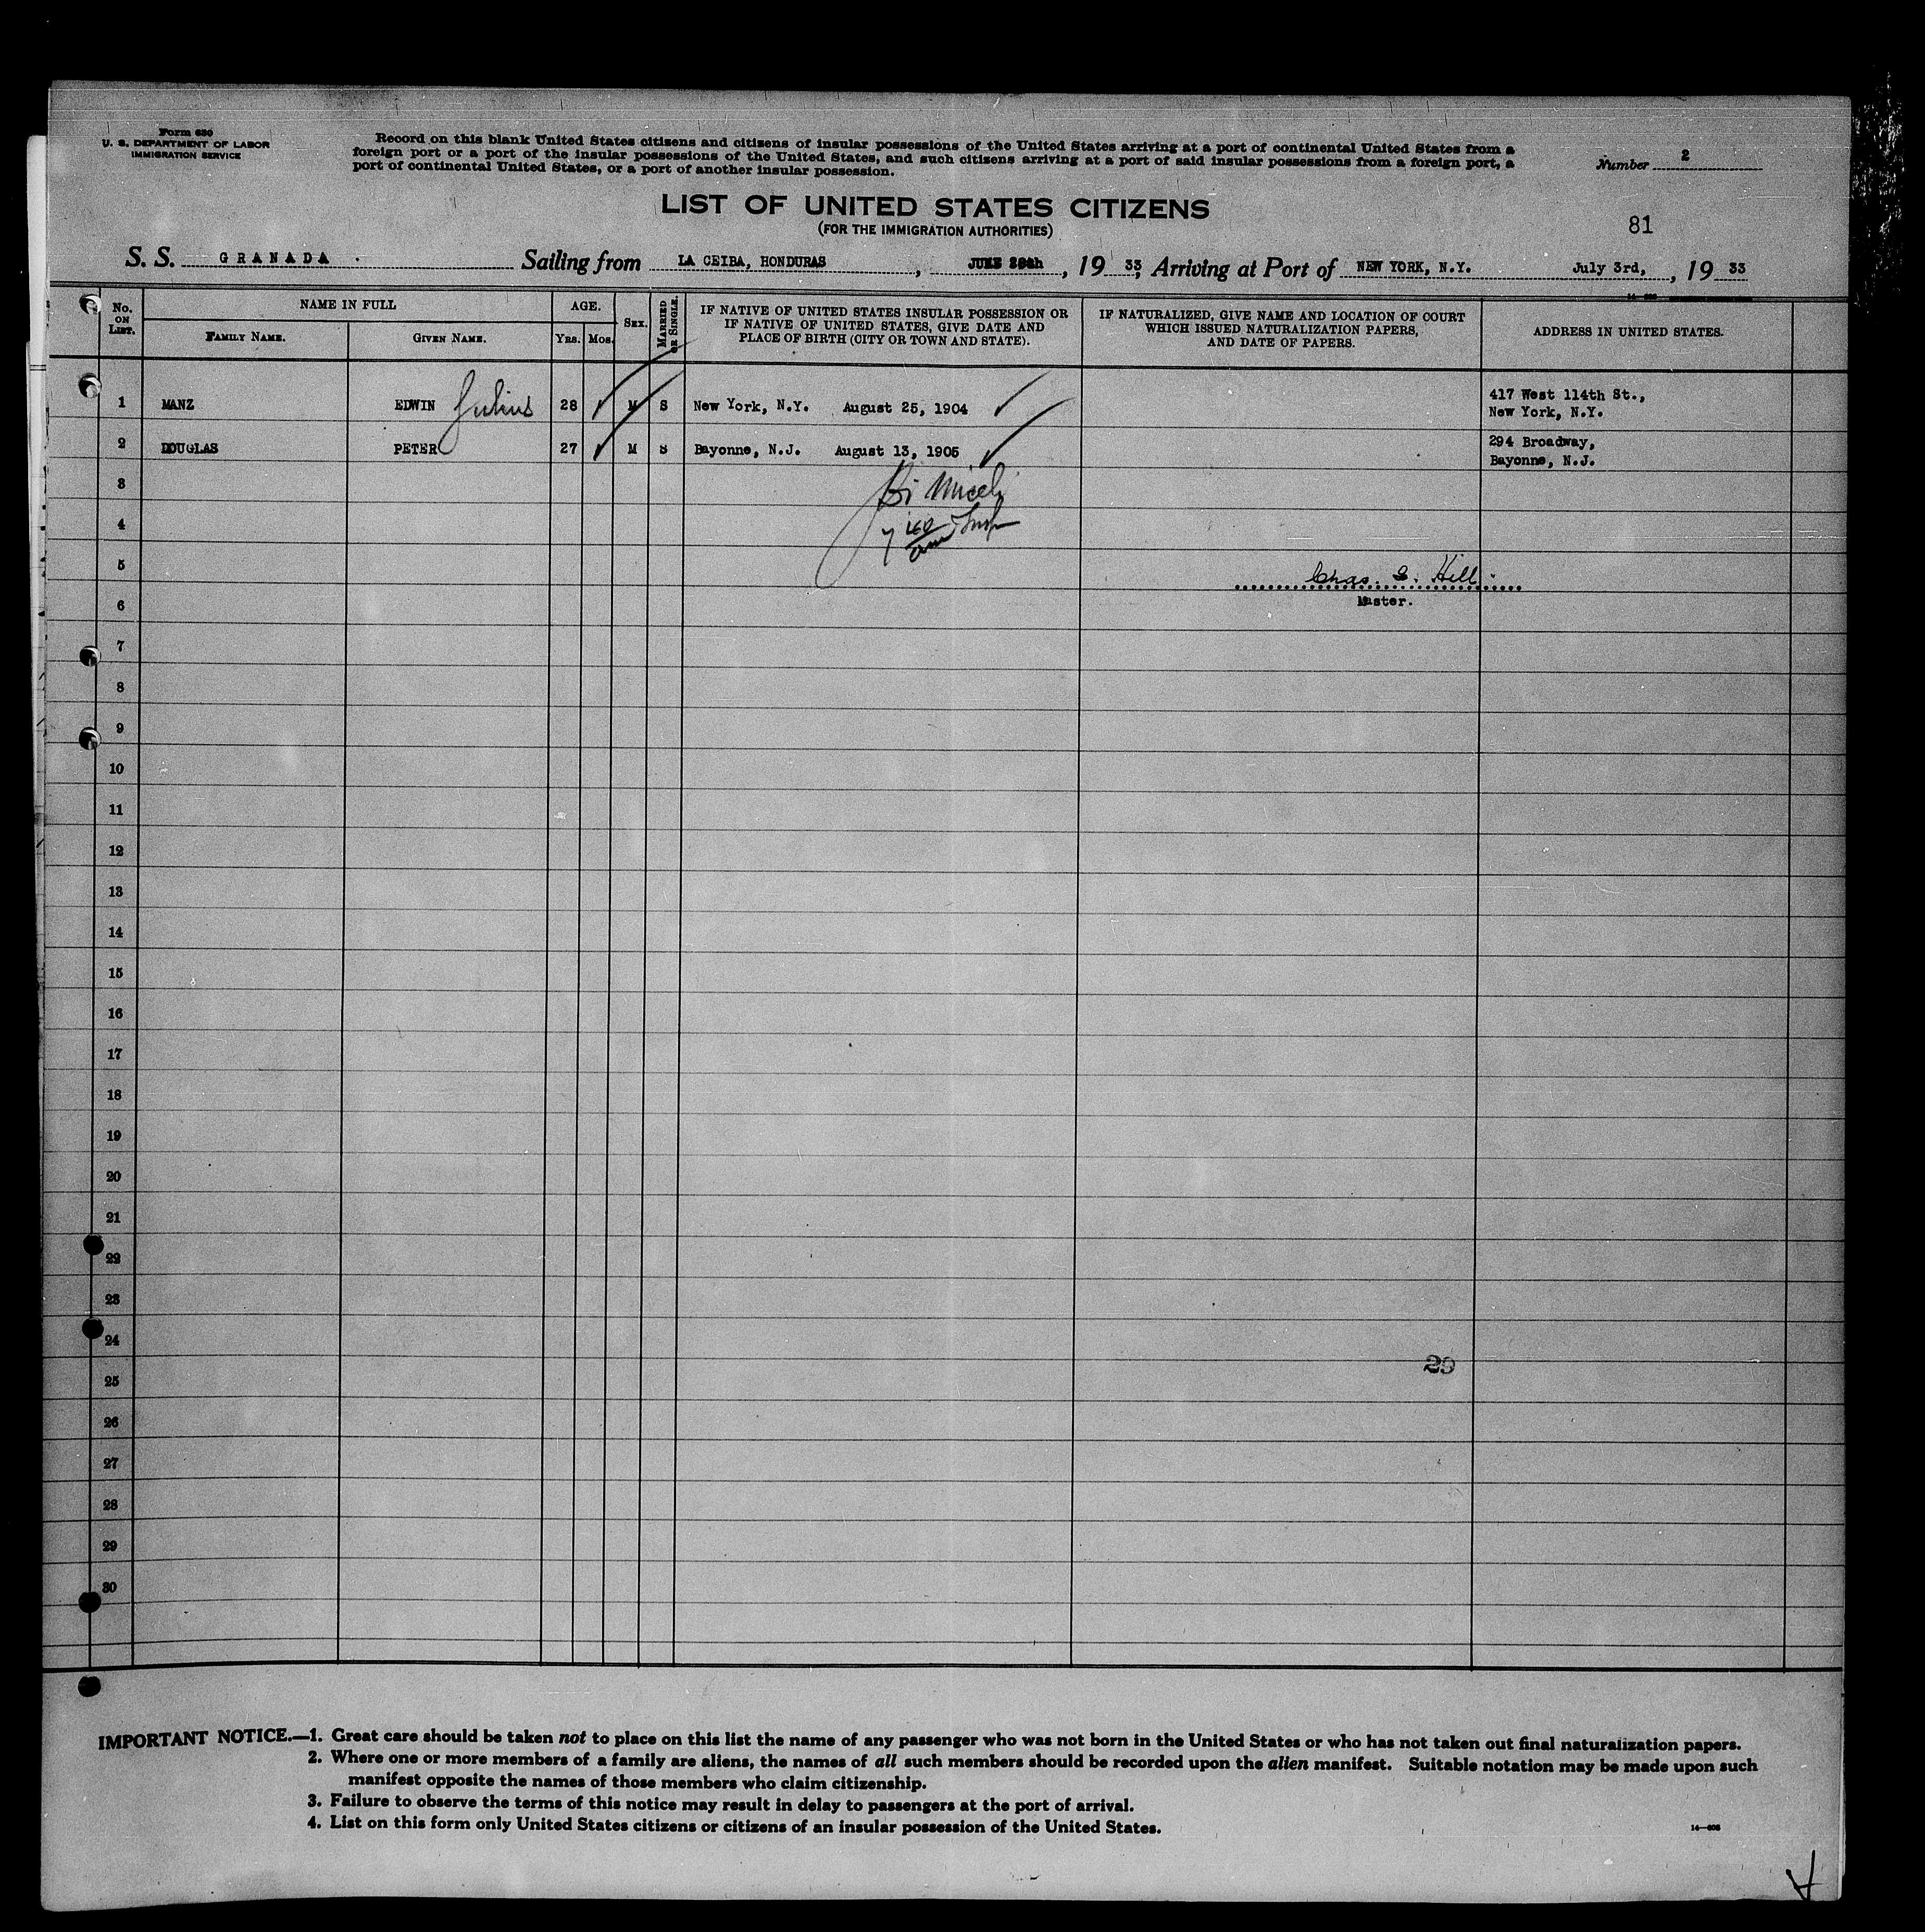 Form 630
U. S. DEPARTMENT OF LABOR
IMMIGRATION SERVICE
Record on this blank United States citizens and citizens of insular possessions of the United States arriving at a port of continental United States from a
foreign port or a port of the insular possessions of the United States, and such citizens arriving at a port of said insular possessions from a foreign port, a
port of continental United States, or a port of another insular possession.
Number 2
LIST OF UNITED STATES CITIZENS
(FOR THE IMMIGRATION AUTHORITIES)
81
S. S. GRANADA. Sailing from LA CEIBA, HONDURAS, JUNE, 19 33, Arriving at Port of NEW YORK, N.Y. July 3rd, , 19 33
No. ON LIST.
NAME IN FULL
FAMILY NAME. GIVEN NAME.
AGE.
Yrs. Mos.
SEX.
MARRIED OR SINGLE.
IF NATIVE OF UNITED STATES INSULAR POSSESSION OR
IF NATIVE OF UNITED STATES, GIVE DATE AND
PLACE OF BIRTH (CITY OR TOWN AND STATE).
IF NATURALIZED, GIVE NAME AND LOCATION OF COURT
WHICH ISSUED NATURALIZATION PAPERS,
AND DATE OF PAPERS.
ADDRESS IN UNITED STATES.
1 MANZ EDWIN Julius 28 ✓ M S New York, N.Y. August 25, 1904 ✓ 417 West 114th St.,
New York, N.Y.
2 DOUGLAS PETER 27 ✓ M S Bayonne, N.J. August 13, 1905 ✓ 294 Broadway,
Bayonne, N.J.
3
4
5
Chas. S. Hill
6
Master.
7
8
9
10
11
12
13
14
15
16
17
18
19
20
21
22
23
24
29
25
26
27
28
29
30
IMPORTANT NOTICE.—1. Great care should be taken not to place on this list the name of any passenger who was not born in the United States or who has not taken out final naturalization papers.
2. Where one or more members of a family are aliens, the names of all such members should be recorded upon the alien manifest. Suitable notation may be made upon such
manifest opposite the names of those members who claim citizenship.
3. Failure to observe the terms of this notice may result in delay to passengers at the port of arrival.
4. List on this form only United States citizens or citizens of an insular possession of the United States.